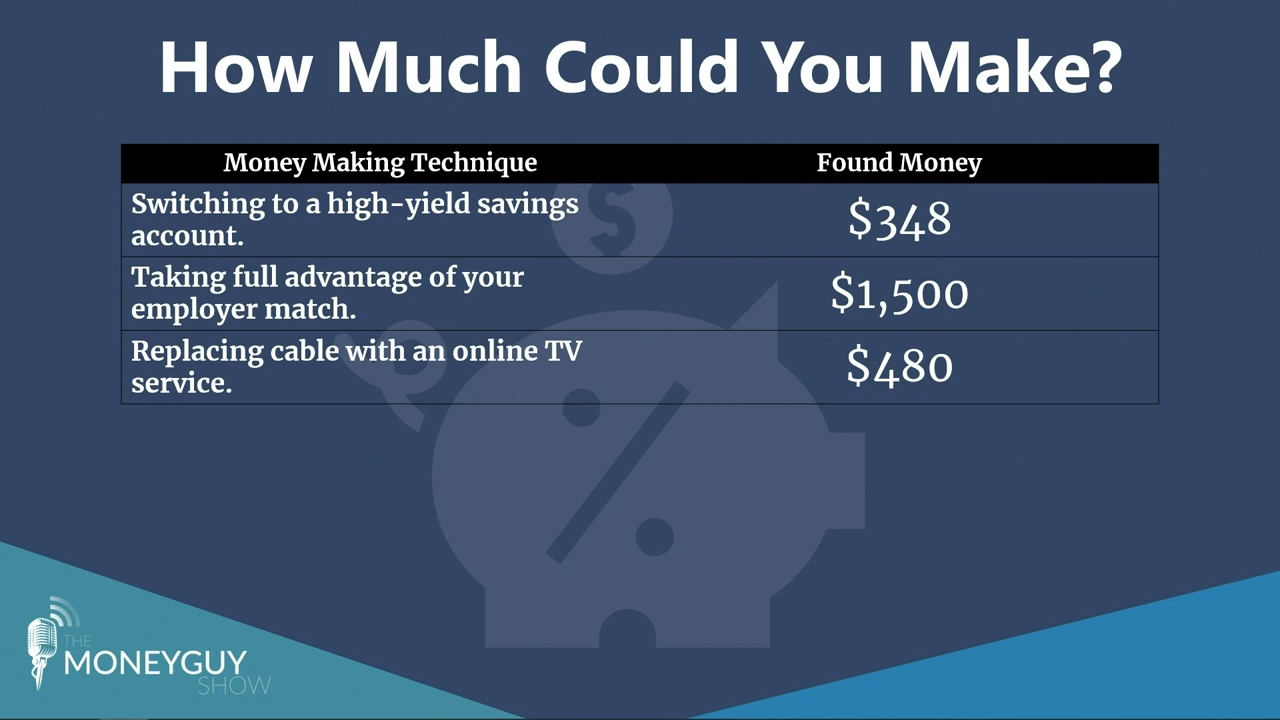 How Much Could You Make?
Money Making Technique
Found Money
Switching to a high-yield savings
account.
$348
Taking full advantage of your
employer match.
$1,500
Replacing cable with an online TV
service.
$480
THE
MONEYGUY
SHOW